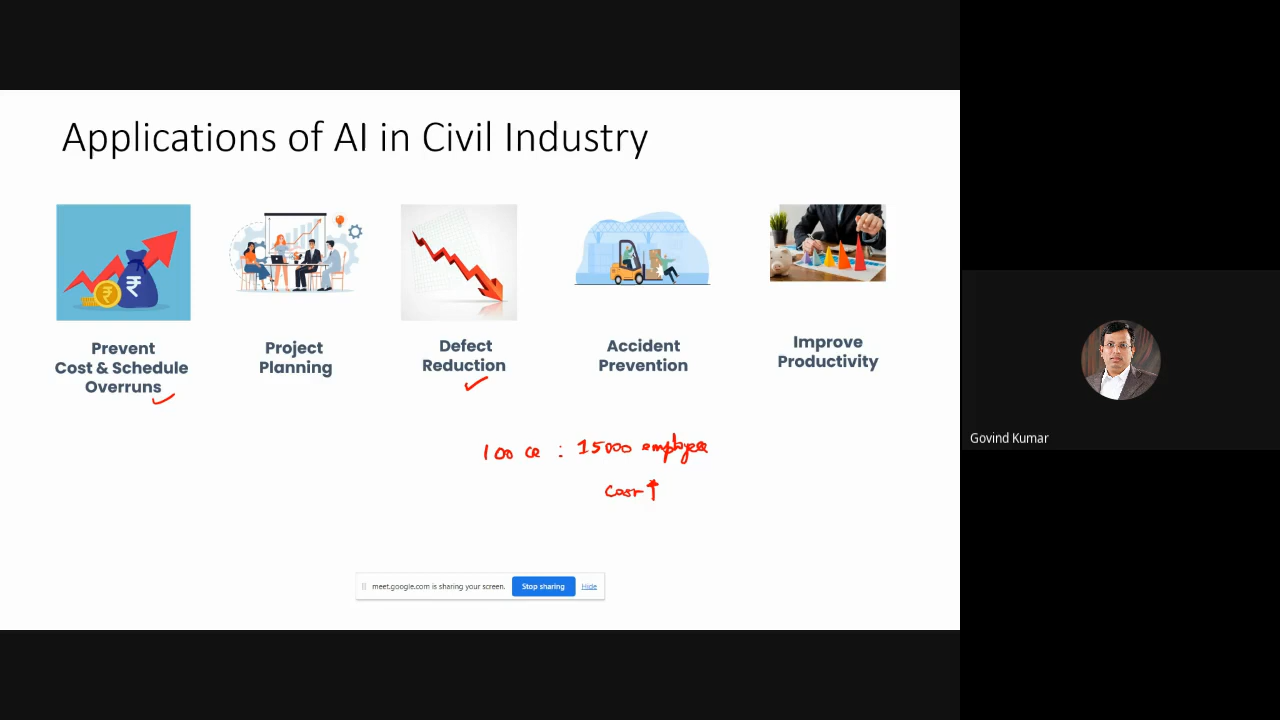 Applications of AI in Civil Industry
₹
₹
Prevent
Cost & Schedule
Overruns
Project
Planning
Defect
Reduction
Accident
Prevention
Improve
Productivity
100 ce : 15000 employee
cost ↑
meet.google.com is sharing your screen. Stop sharing Hide
Govind Kumar